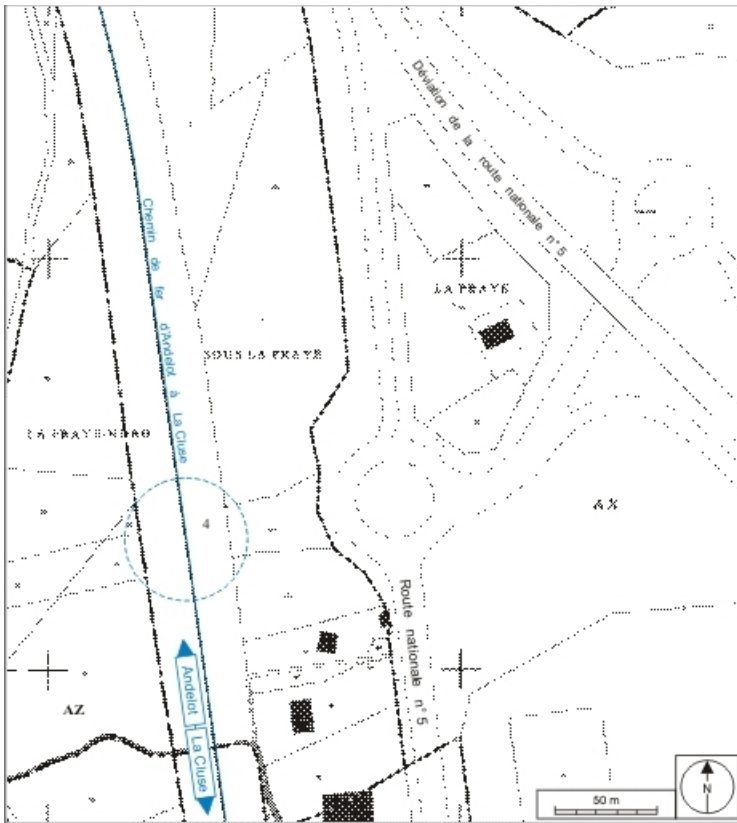 Déviation de la route nationale n° 5
Chemin de fer d'Andelot à La Cluse
LA FRAYE
SOUS LA FRAYE
LA FRAYE-NORD
4
AX
Route nationale n° 5
Andelot
La Cluse
AZ
50 m
N